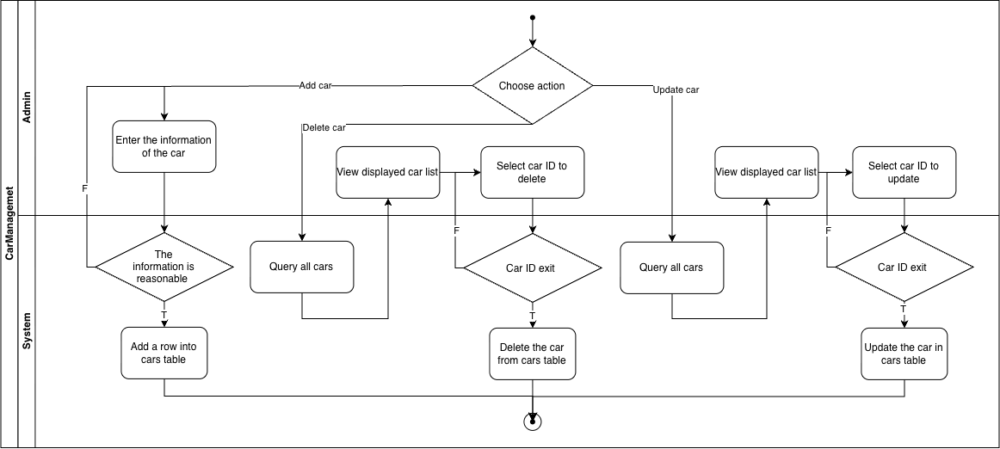 CarManagemet
Admin
System
Choose action
Add car
Update car
Delete car
Enter the information
of the car
View displayed car list
Select car ID to
delete
View displayed car list
Select car ID to
update
F
F
F
The
information is
reasonable
Query all cars
Car ID exit
Query all cars
Car ID exit
T
T
T
Add a row into
cars table
Delete the car
from cars table
Update the car in
cars table